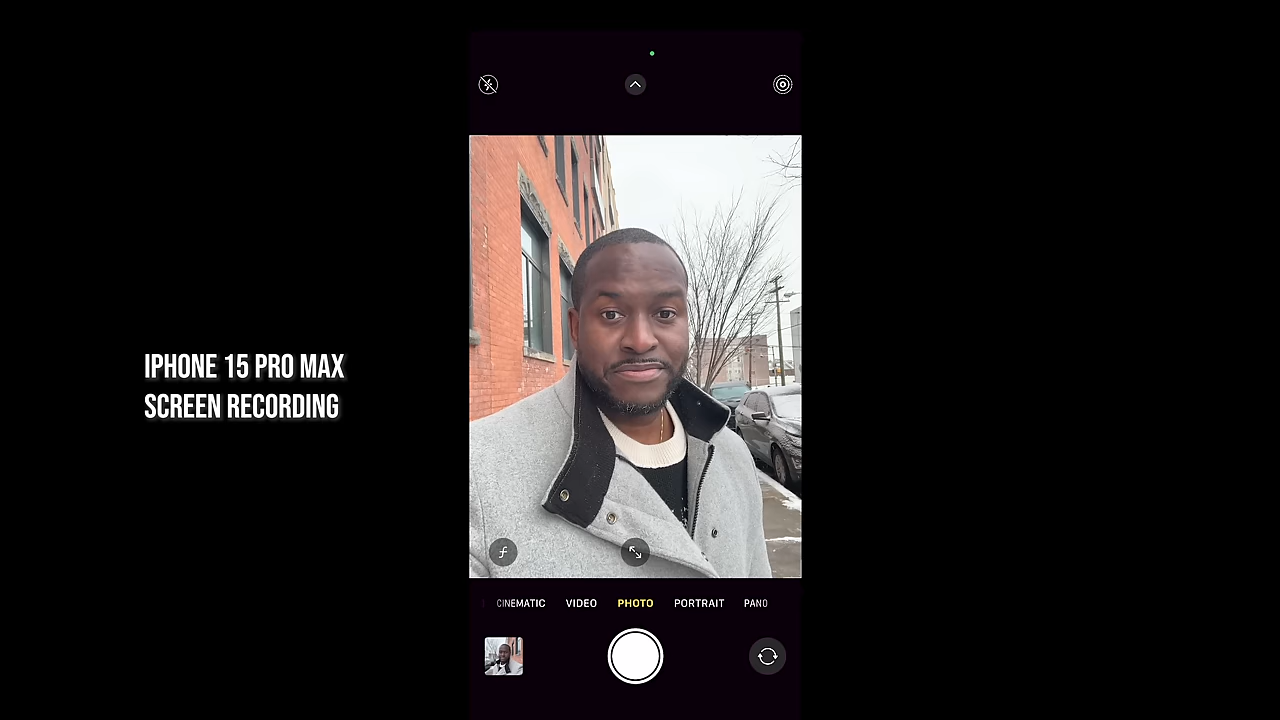 IPHONE 15 PRO MAX
SCREEN RECORDING
CINEMATIC VIDEO PHOTO PORTRAIT PANO